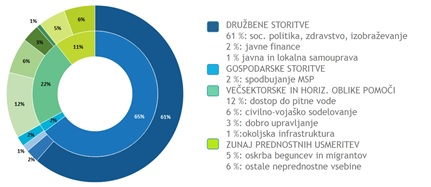 6%
5%
1%
3%
6%
12%
2%
2%
1%
2%
61%
11%
22%
2%
65%
DRUŽBENE STORITVE
61 %: soc. politika, zdravstvo, izobraževanje
2 %: javne finance
1 % javna in lokalna samouprava
GOSPODARSKE STORITVE
2 %: spodbujanje MSP
VEČSEKTORSKE IN HORIZ. OBLIKE POMOČI
12 %: dostop do pitne vode
6 %: civilno-vojaško sodelovanje
3 %: dobro upravljanje
1 %:okoljska infrastruktura
ZUNAJ PREDNOSTNIH USMERITEV
5 %: oskrba beguncev in migrantov
6 %: ostale neprednostne vsebine